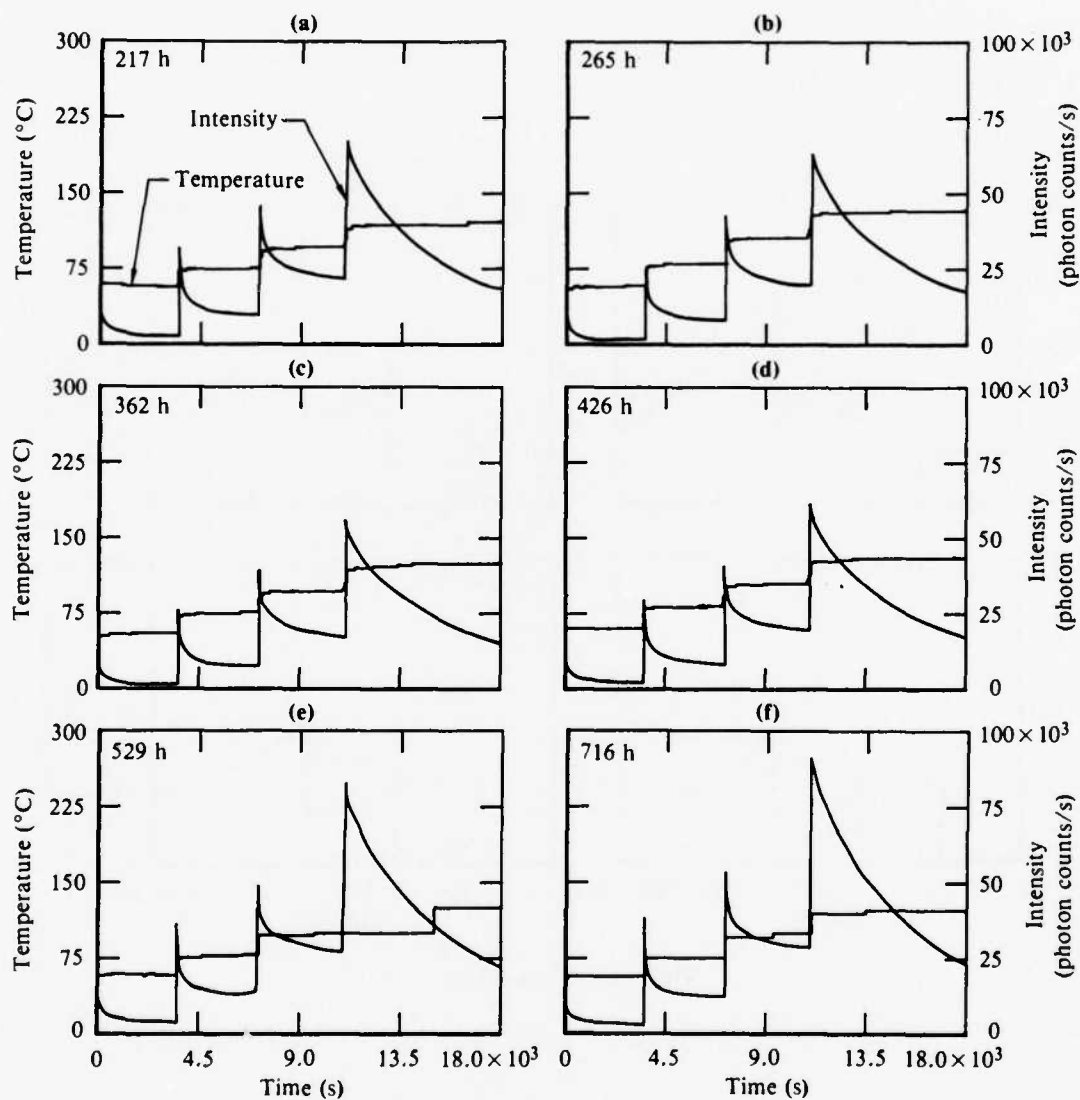 (a)
300
225
150
75
0
Temperature (°C)
217 h
Intensity
Temperature
(b)
265 h
100 × 10³
75
50
25
0
Intensity
(photon counts/s)
(c)
300
225
150
75
0
Temperature (°C)
362 h
(d)
426 h
100 × 10³
75
50
25
0
Intensity
(photon counts/s)
(e)
300
225
150
75
0
Temperature (°C)
529 h
0 4.5 9.0 13.5 18.0 × 10³
Time (s)
(f)
716 h
100 × 10³
75
50
25
0
Intensity
(photon counts/s)
0 4.5 9.0 13.5 18.0 × 10³
Time (s)